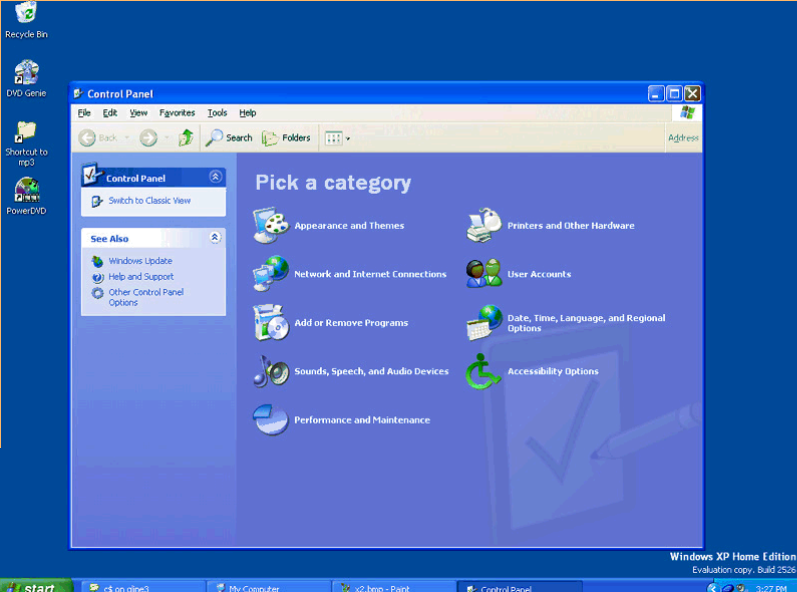 Recycle Bin
DVD Genie
Shortcut to
mp3
PowerDVD
Control Panel
File Edit View Favorites Tools Help
Back Search Folders Address
Control Panel
Switch to Classic View
See Also
Windows Update
Help and Support
Other Control Panel
Options
Pick a category
Appearance and Themes
Printers and Other Hardware
Network and Internet Connections
User Accounts
Add or Remove Programs
Date, Time, Language, and Regional
Options
Sounds, Speech, and Audio Devices
Accessibility Options
Performance and Maintenance
Windows XP Home Edition
Evaluation copy. Build 2526
start c$ on qline3 My Computer x2.bmp - Paint Control Panel 3:27 PM